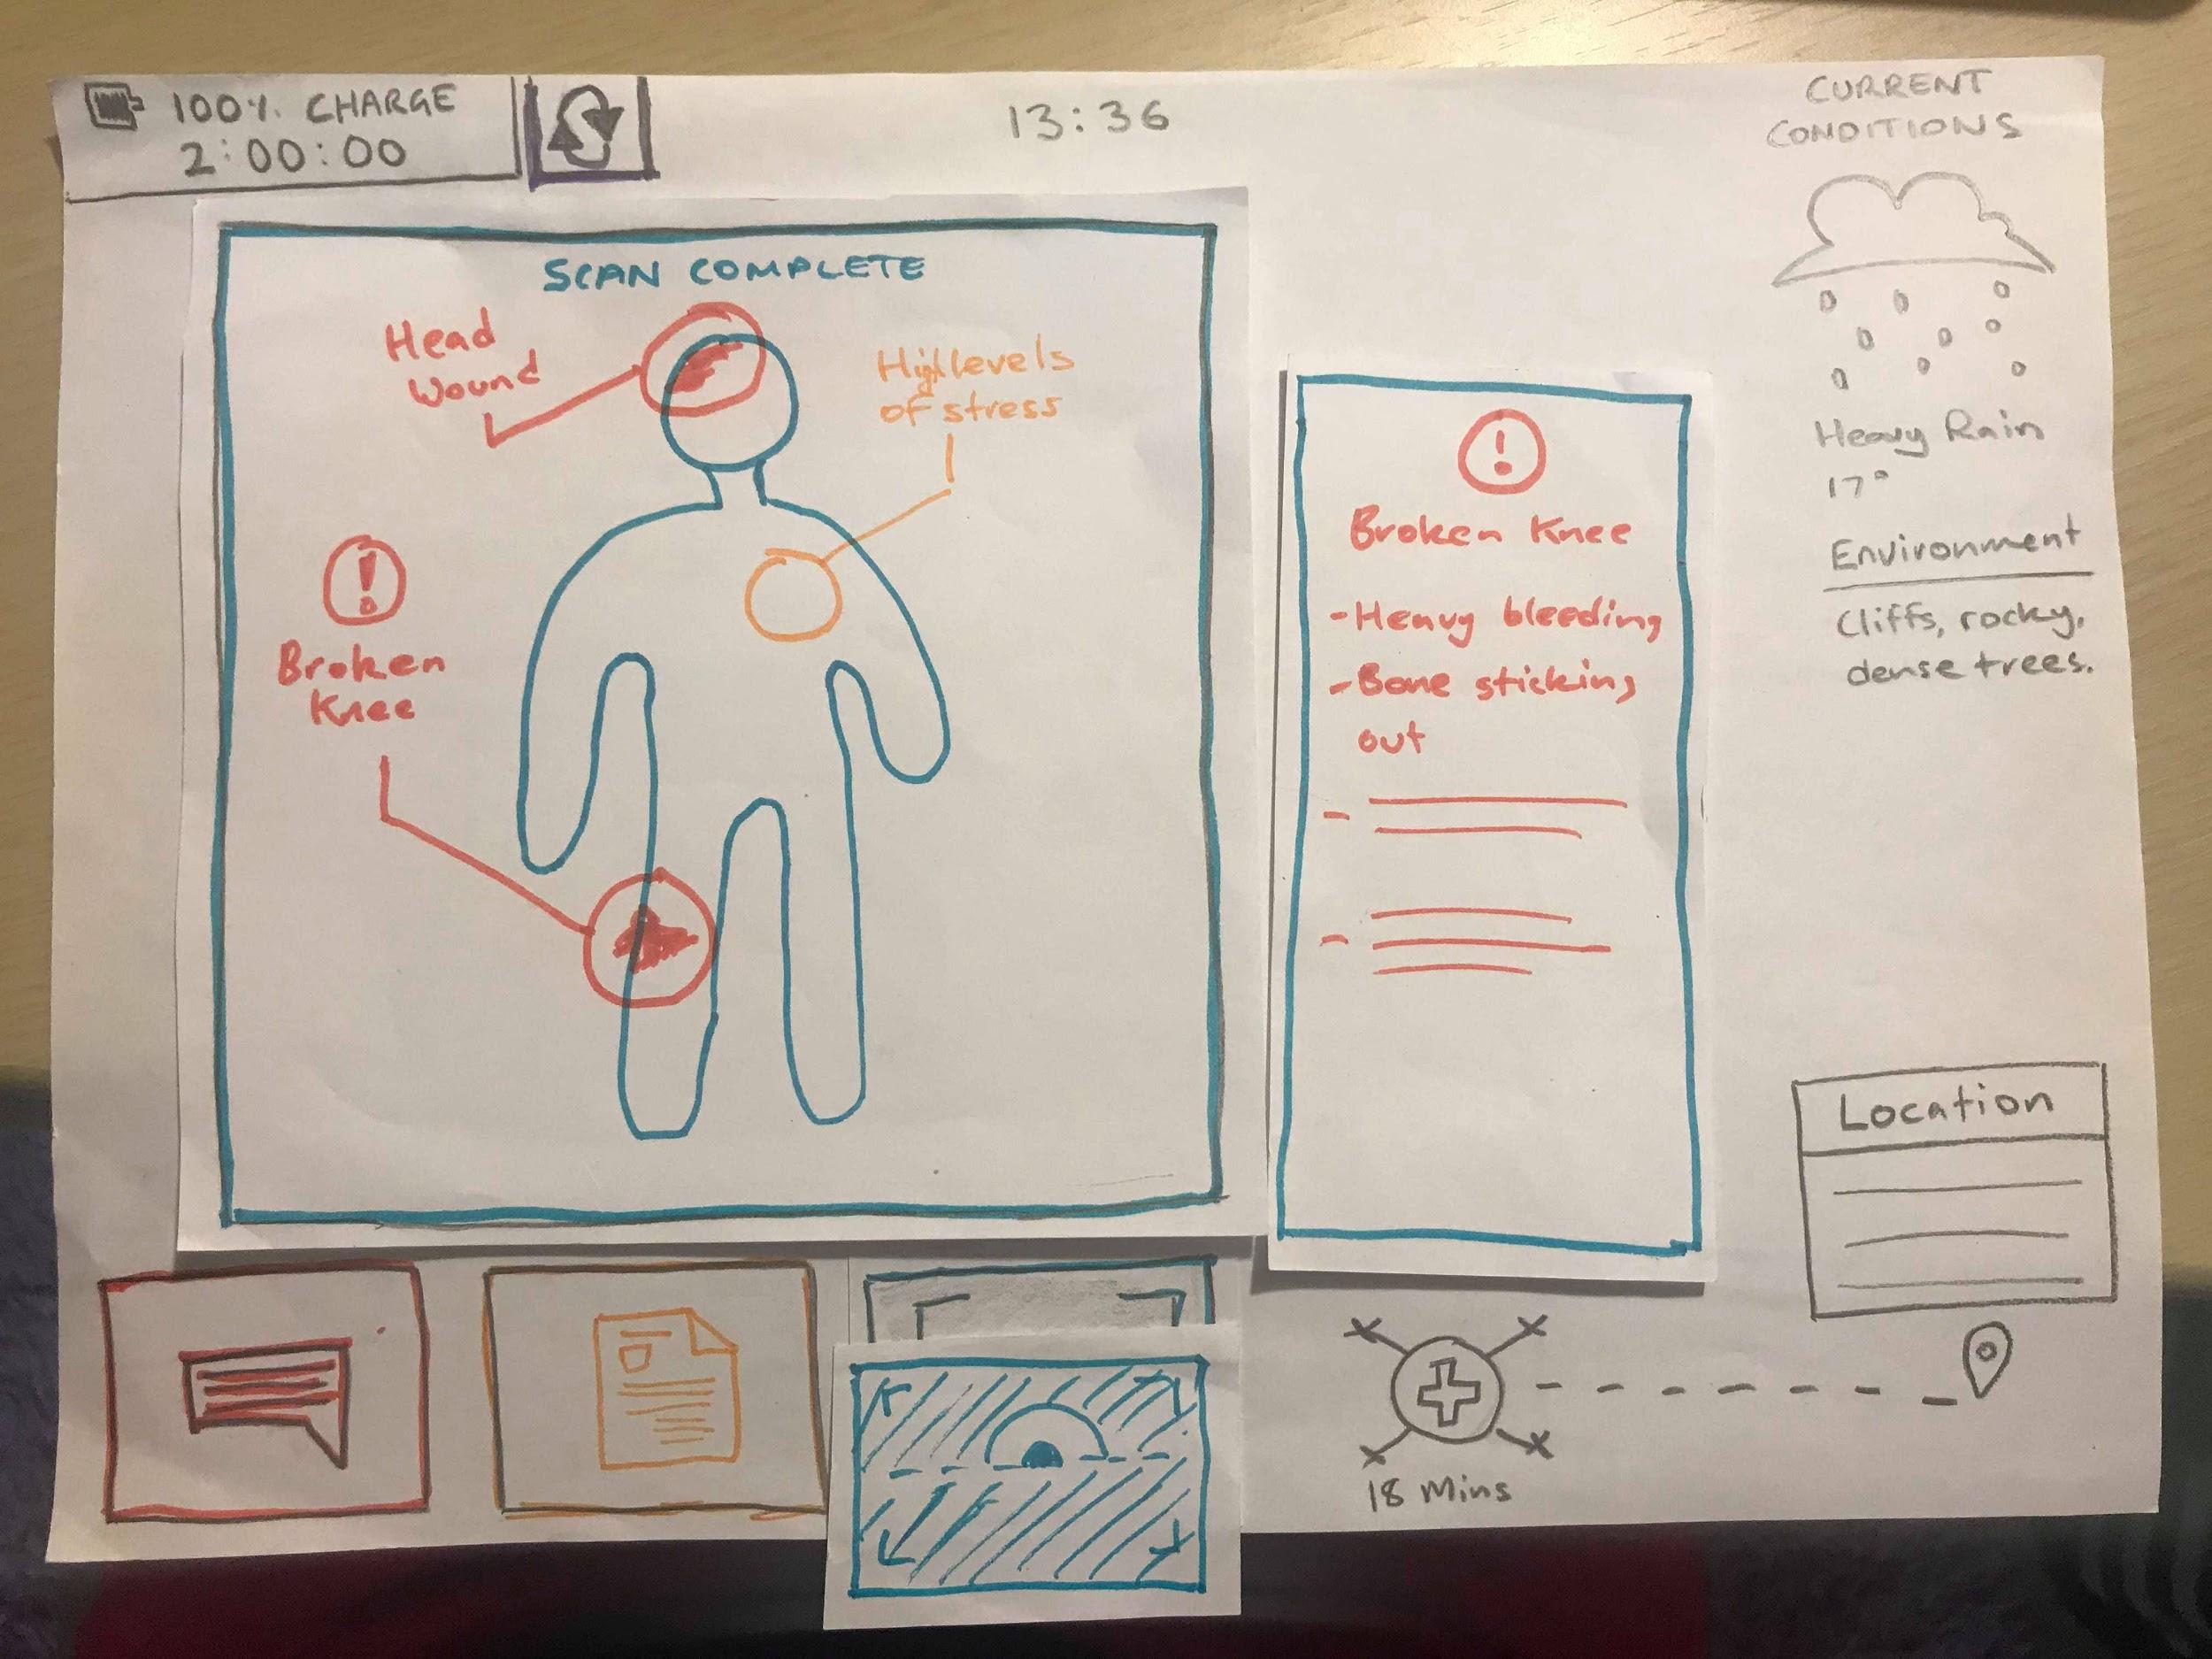 100% CHARGE
2:00:00
13:36
CURRENT
CONDITIONS
SCAN COMPLETE
Head
Wound
High levels
of stress
Broken
Knee
Broken Knee
- Heavy bleeding
- Bone sticking
out
Heavy Rain
17°
Environment
Cliffs, rocky,
dense trees.
Location
18 Mins